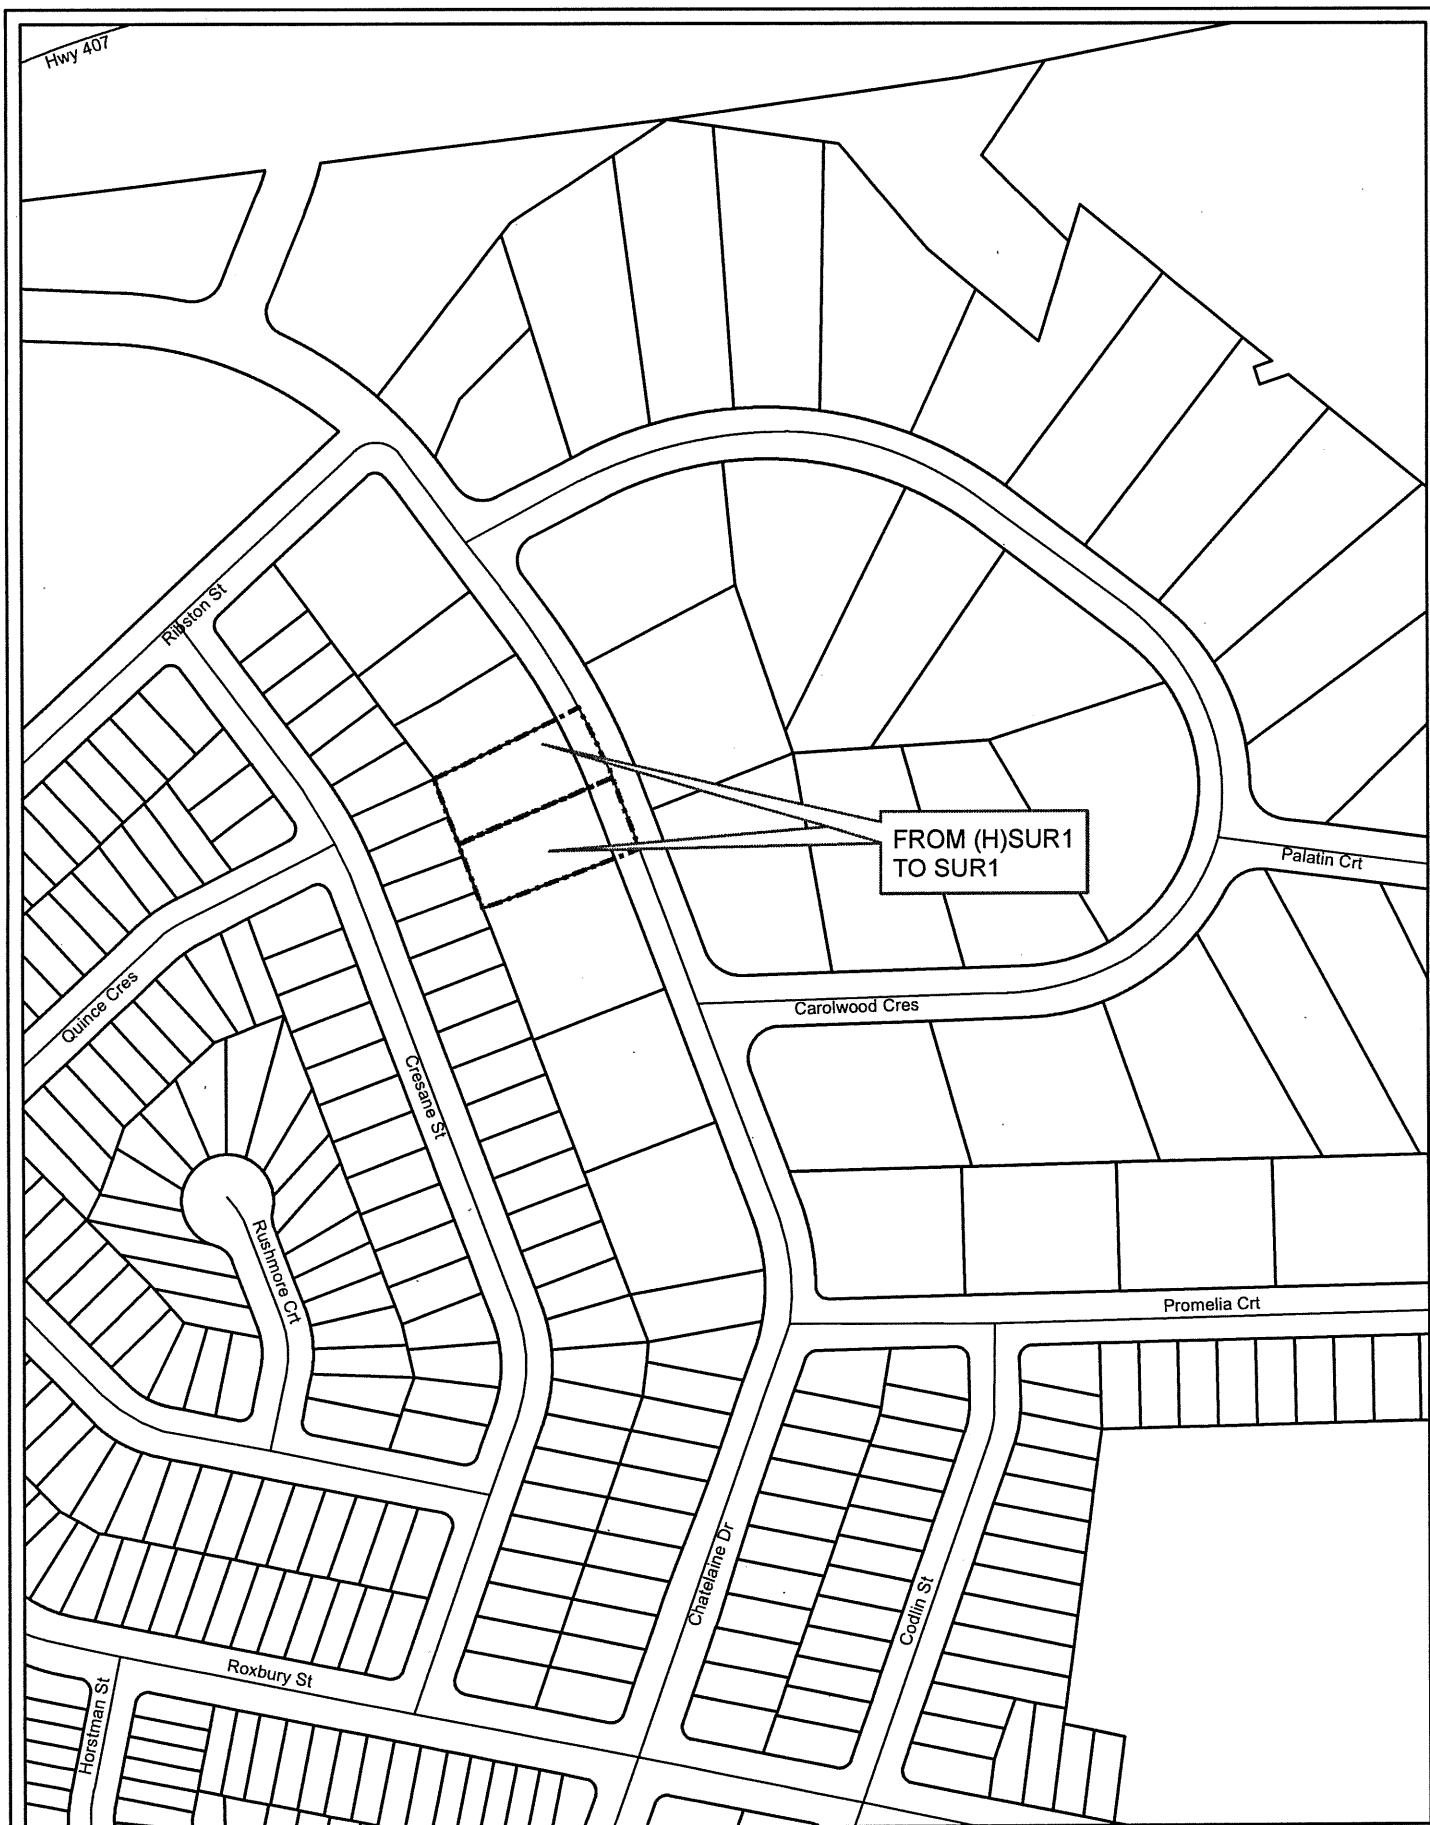 Hwy 407
Ribston St
FROM (H)SUR1
TO SUR1
Palatin Crt
Quince Cres
Carolwood Cres
Cresane St
Rushmore Crt
Promelia Crt
Chatelaine Dr
Codlin St
Roxbury St
Horstman St